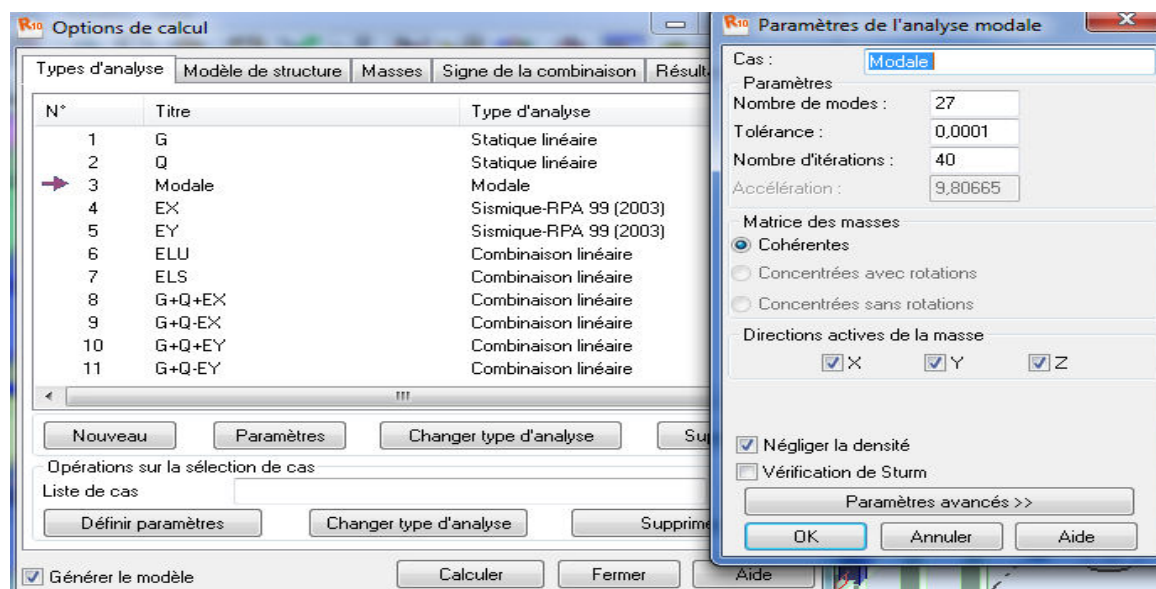 R10 Options de calcul
Types d'analyse Modèle de structure Masses Signe de la combinaison
N° Titre Type d'analyse
1 G Statique linéaire
2 Q Statique linéaire
3 Modale Modale
4 EX Sismique-RPA 99 (2003)
5 EY Sismique-RPA 99 (2003)
6 ELU Combinaison linéaire
7 ELS Combinaison linéaire
8 G+Q+EX Combinaison linéaire
9 G+Q-EX Combinaison linéaire
10 G+Q+EY Combinaison linéaire
11 G+Q-EY Combinaison linéaire
Nouveau Paramètres Changer type d'analyse Sup
Opérations sur la sélection de cas
Liste de cas
Définir paramètres Changer type d'analyse Supprime
Générer le modèle Calculer Fermer Aide
R10 Paramètres de l'analyse modale
Cas : Modale
Paramètres
Nombre de modes : 27
Tolérance : 0,0001
Nombre d'itérations : 40
Accélération : 9,80665
Matrice des masses
Cohérentes
Concentrées avec rotations
Concentrées sans rotations
Directions actives de la masse
X Y Z
Négliger la densité
Vérification de Sturm
Paramètres avancés >>
OK Annuler Aide